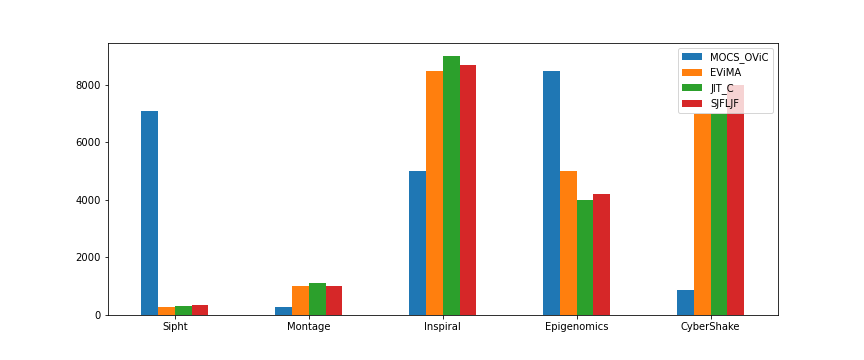 MOCS_OViC
EViMA
JIT_C
SJFLJF
8000
6000
4000
2000
0
Sipht Montage Inspiral Epigenomics CyberShake